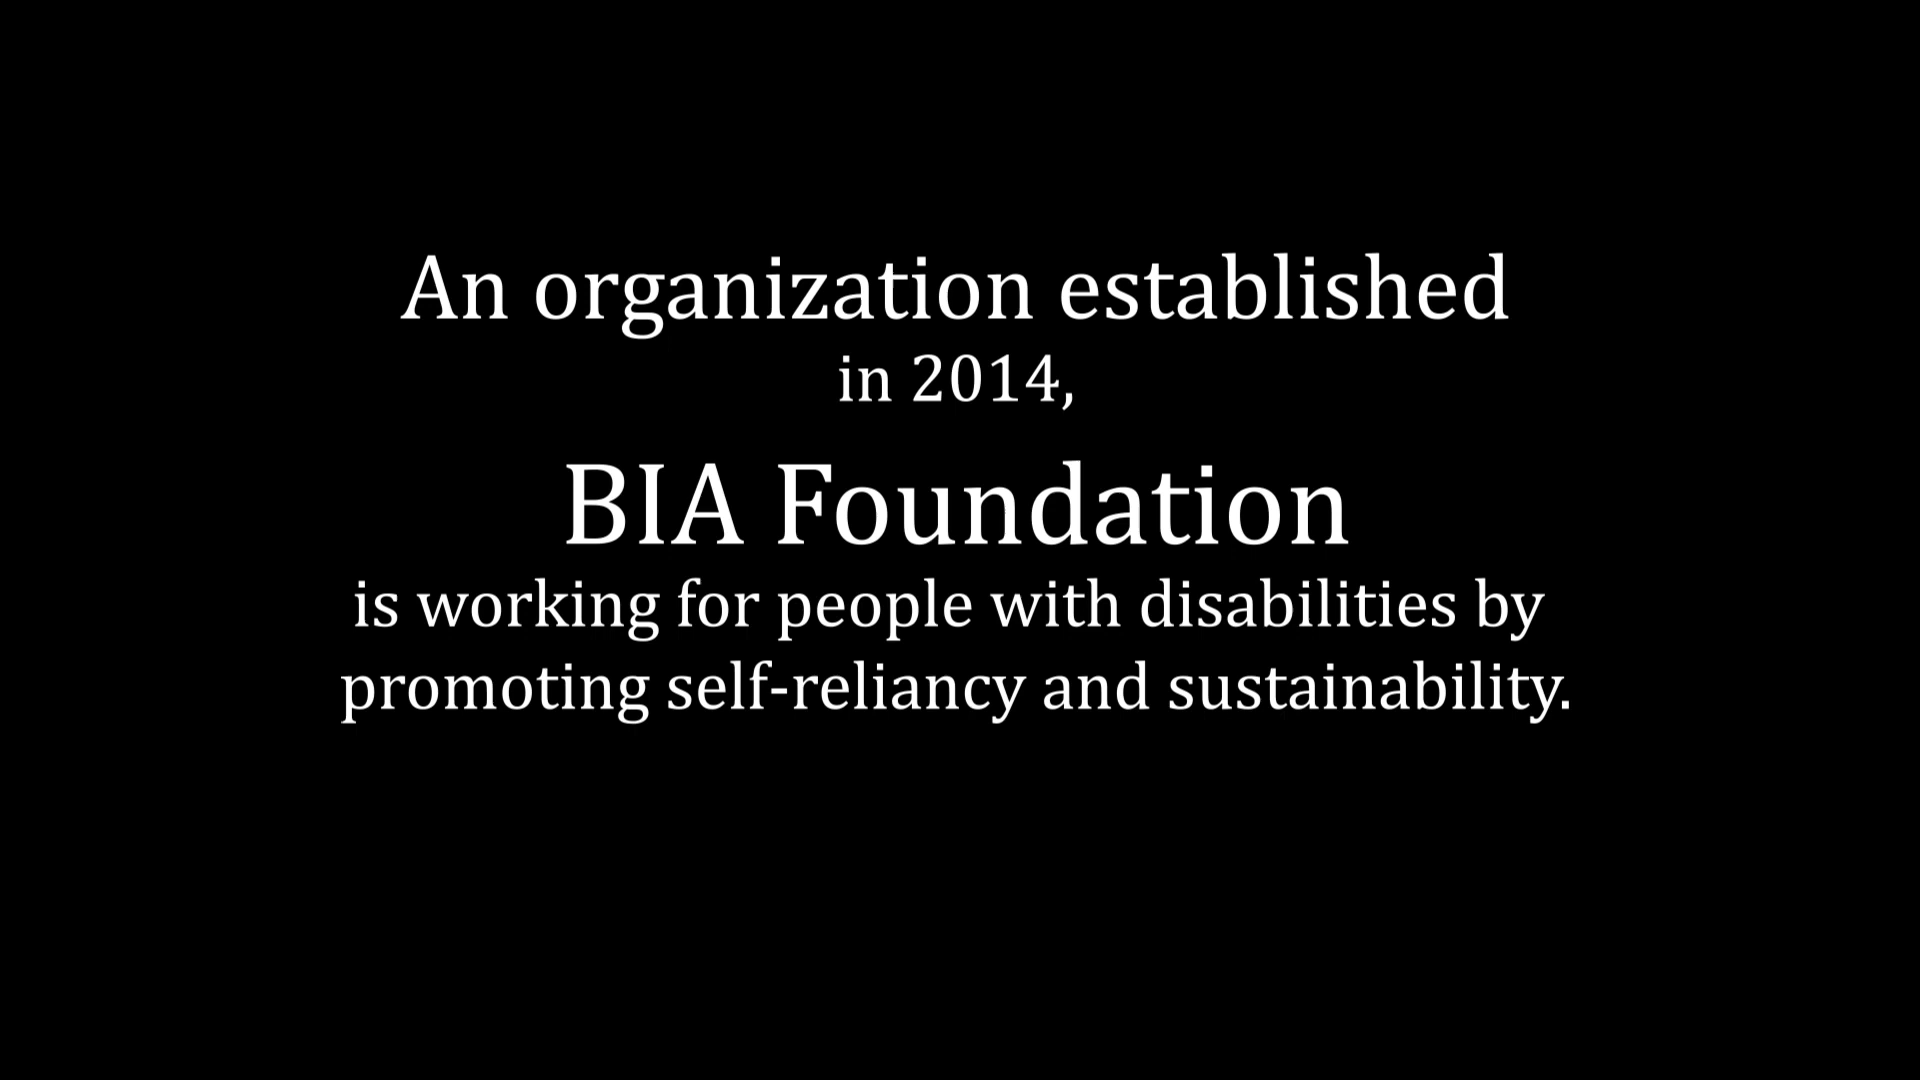 An organization established
in 2014,
BIA Foundation
is working for people with disabilities by
promoting self-reliancy and sustainability.